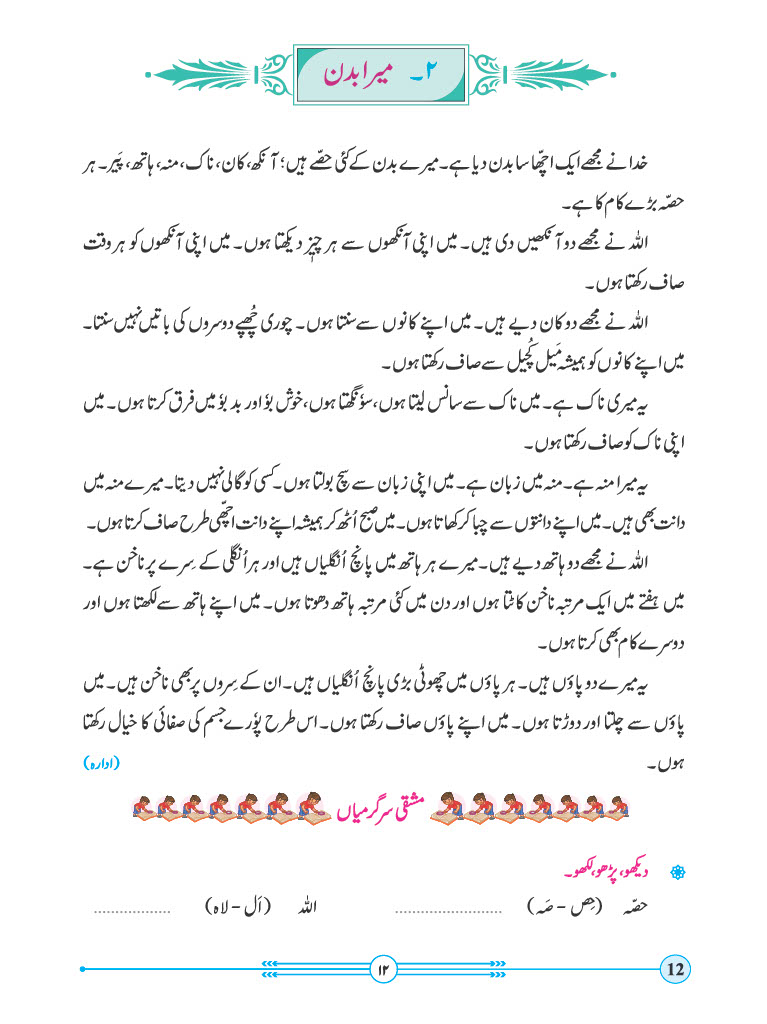 ۲۔ میرا بدن
خدا نے مجھے ایک اچھّا سا بدن دیا ہے۔ میرے بدن کے کئی حصّے ہیں؛ آنکھ، کان، ناک، منہ، ہاتھ، پَیر۔ ہر
حصّہ بڑے کام کا ہے۔
اللہ نے مجھے دو آنکھیں دی ہیں۔ میں اپنی آنکھوں سے ہر چیز دیکھتا ہوں۔ میں اپنی آنکھوں کو ہر وقت
صاف رکھتا ہوں۔
اللہ نے مجھے دو کان دیے ہیں۔ میں اپنے کانوں سے سنتا ہوں۔ چوری چُھپے دوسروں کی باتیں نہیں سنتا۔
میں اپنے کانوں کو ہمیشہ مَیل کُچیل سے صاف رکھتا ہوں۔
یہ میری ناک ہے۔ میں ناک سے سانس لیتا ہوں، سوٗنگھتا ہوں، خوش بوٗ اور بد بوٗ میں فرق کرتا ہوں۔ میں
اپنی ناک کو صاف رکھتا ہوں۔
یہ میرا منہ ہے۔ منہ میں زبان ہے۔ میں اپنی زبان سے سچ بولتا ہوں۔ کسی کو گالی نہیں دیتا۔ میرے منہ میں
دانت بھی ہیں۔ میں اپنے دانتوں سے چبا کر کھاتا ہوں۔ میں صبح اُٹھ کر ہمیشہ اپنے دانت اچھّی طرح صاف کرتا ہوں۔
اللہ نے مجھے دو ہاتھ دیے ہیں۔ میرے ہر ہاتھ میں پانچ اُنگلیاں ہیں اور ہر اُنگلی کے سِرے پر ناخن ہے۔
میں ہفتے میں ایک مرتبہ ناخن کاٹتا ہوں اور دن میں کئی مرتبہ ہاتھ دھوتا ہوں۔ میں اپنے ہاتھ سے لکھتا ہوں اور
دوسرے کام بھی کرتا ہوں۔
یہ میرے دو پاؤں ہیں۔ ہر پاؤں میں چھوٹی بڑی پانچ اُنگلیاں ہیں۔ ان کے سِروں پر بھی ناخن ہیں۔ میں
پاؤں سے چلتا اور دوڑتا ہوں۔ میں اپنے پاؤں صاف رکھتا ہوں۔ اس طرح پوٗرے جسم کی صفائی کا خیال رکھتا
ہوں۔ (ادارہ)
مشقی سرگرمیاں
دیکھو، پڑھو، لکھو۔
حصّہ (حِص – صَہ) ......................... اللہ (اَل – لاہ) ..................
۱۲ 12